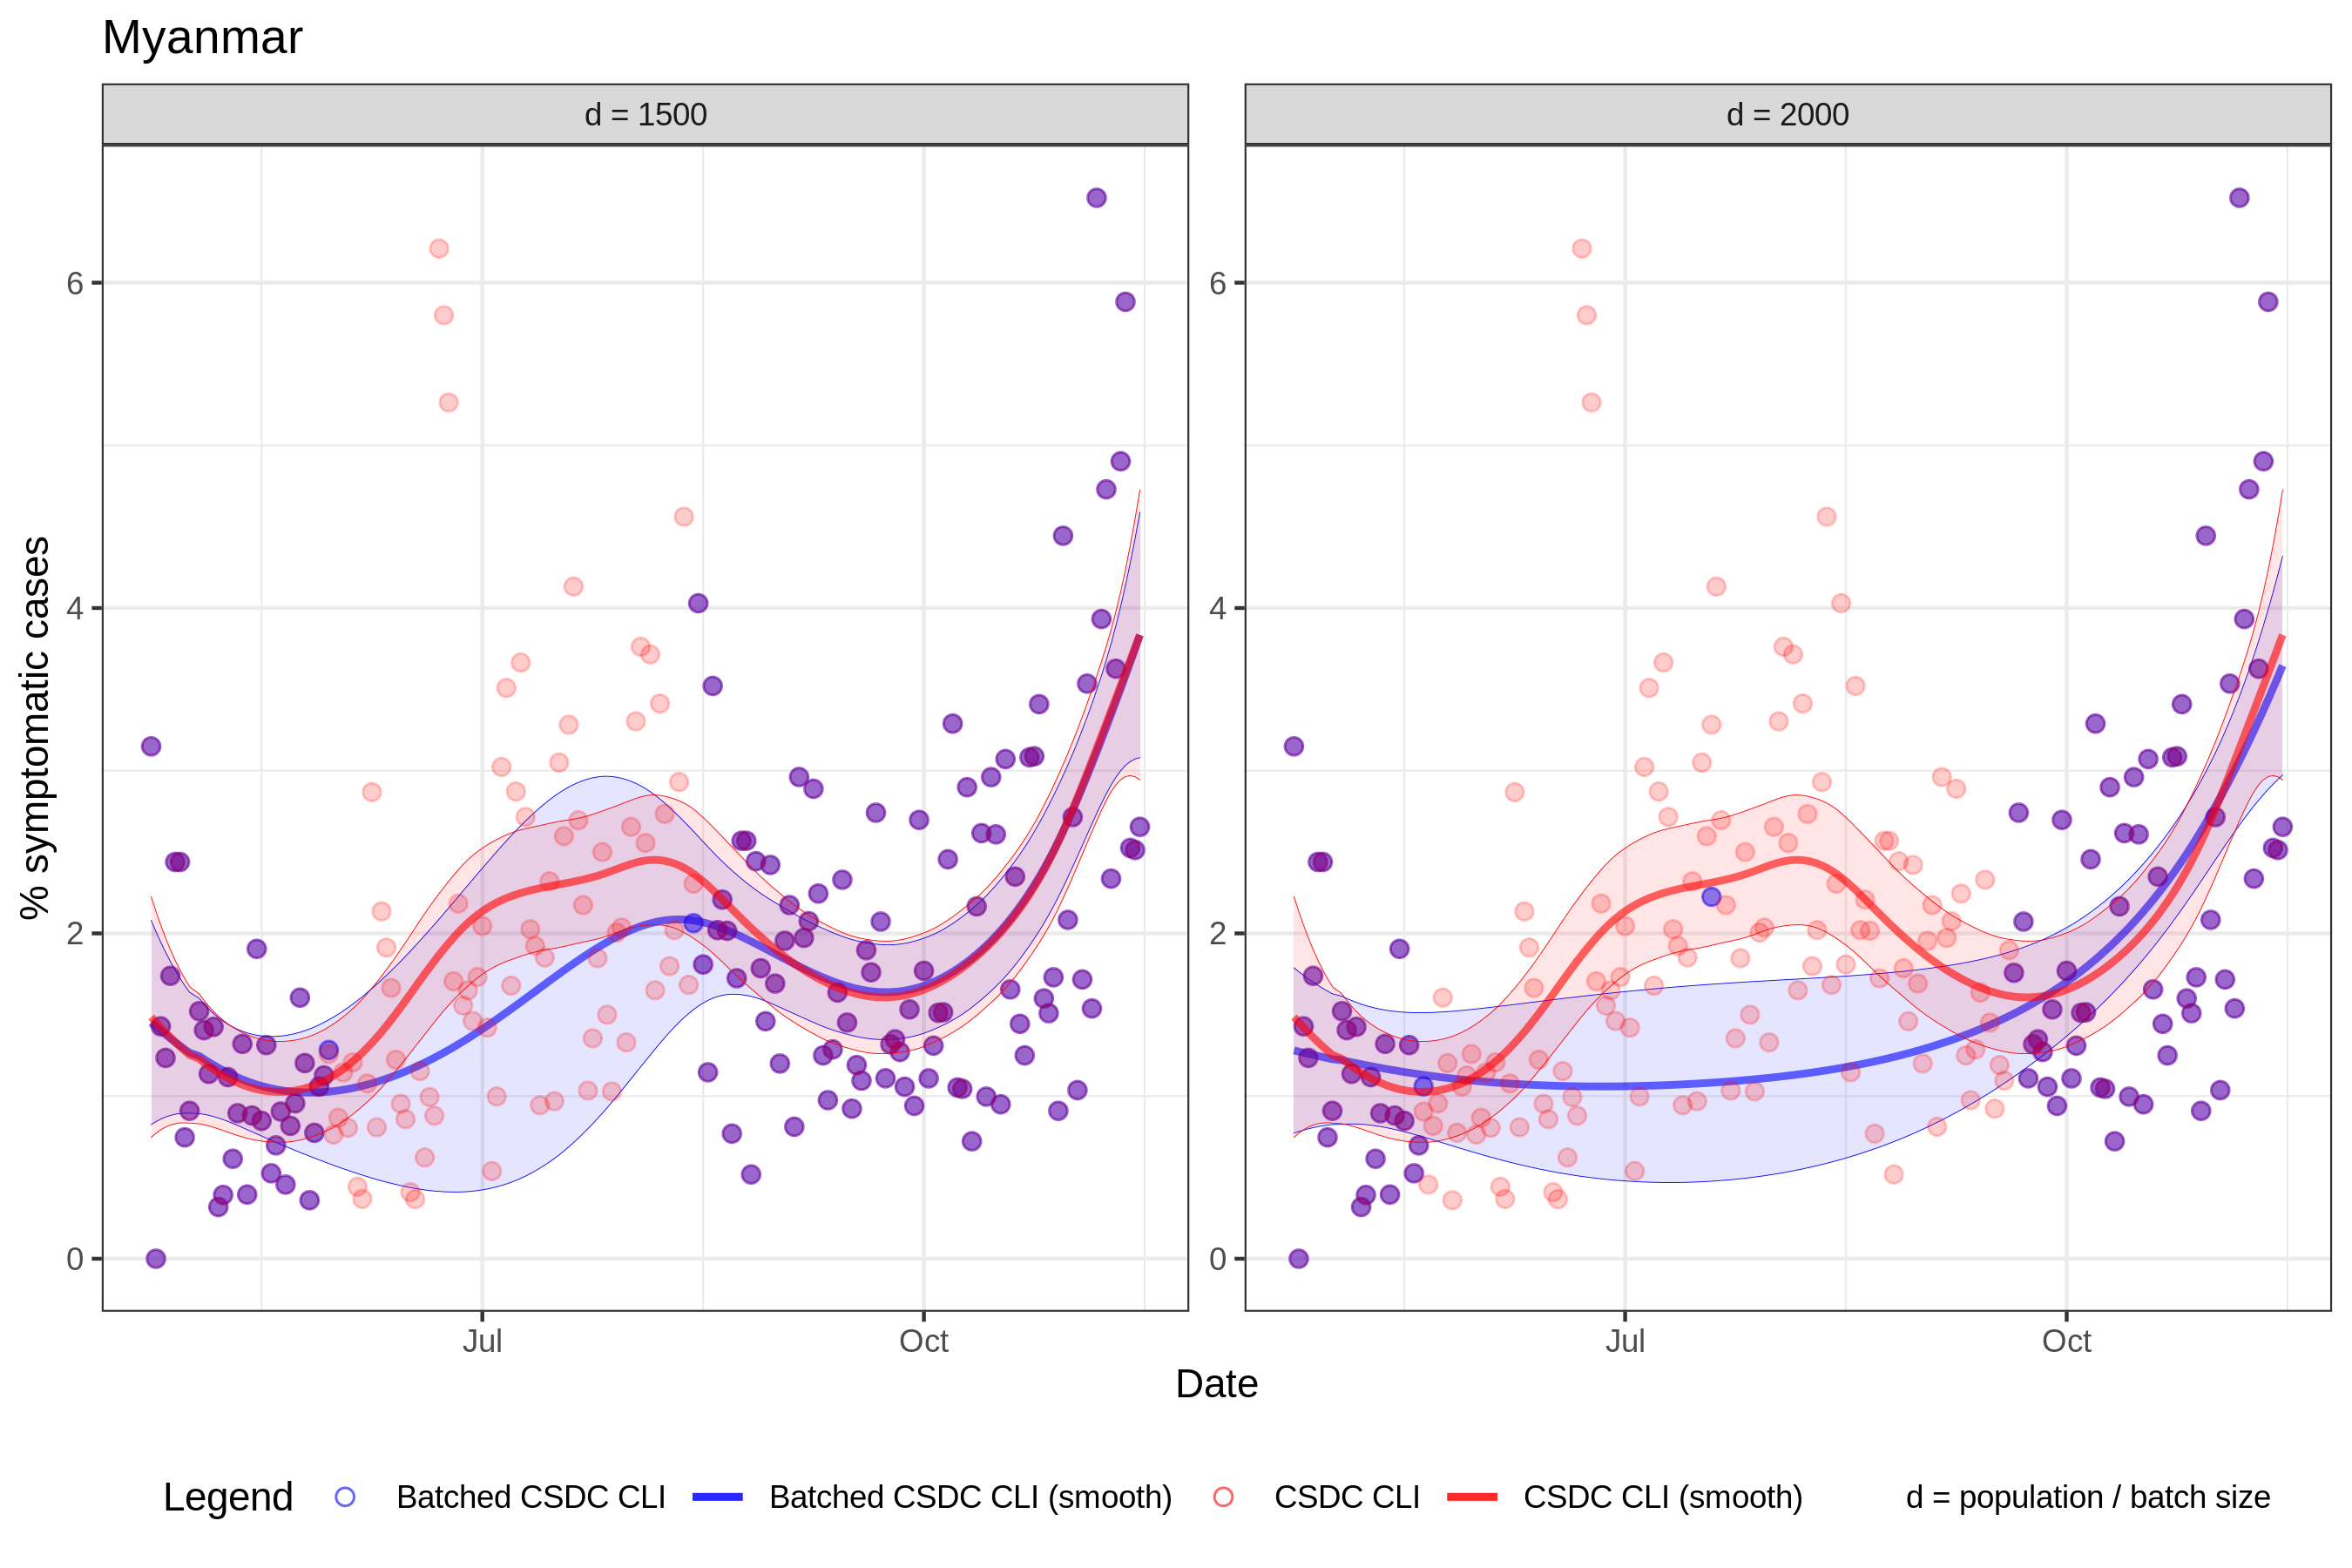 Myanmar
d = 1500
d = 2000
% symptomatic cases
6
4
2
0
6
4
2
0
Jul
Oct
Jul
Oct
Date
Legend
Batched CSDC CLI
Batched CSDC CLI (smooth)
CSDC CLI
CSDC CLI (smooth)
d = population / batch size